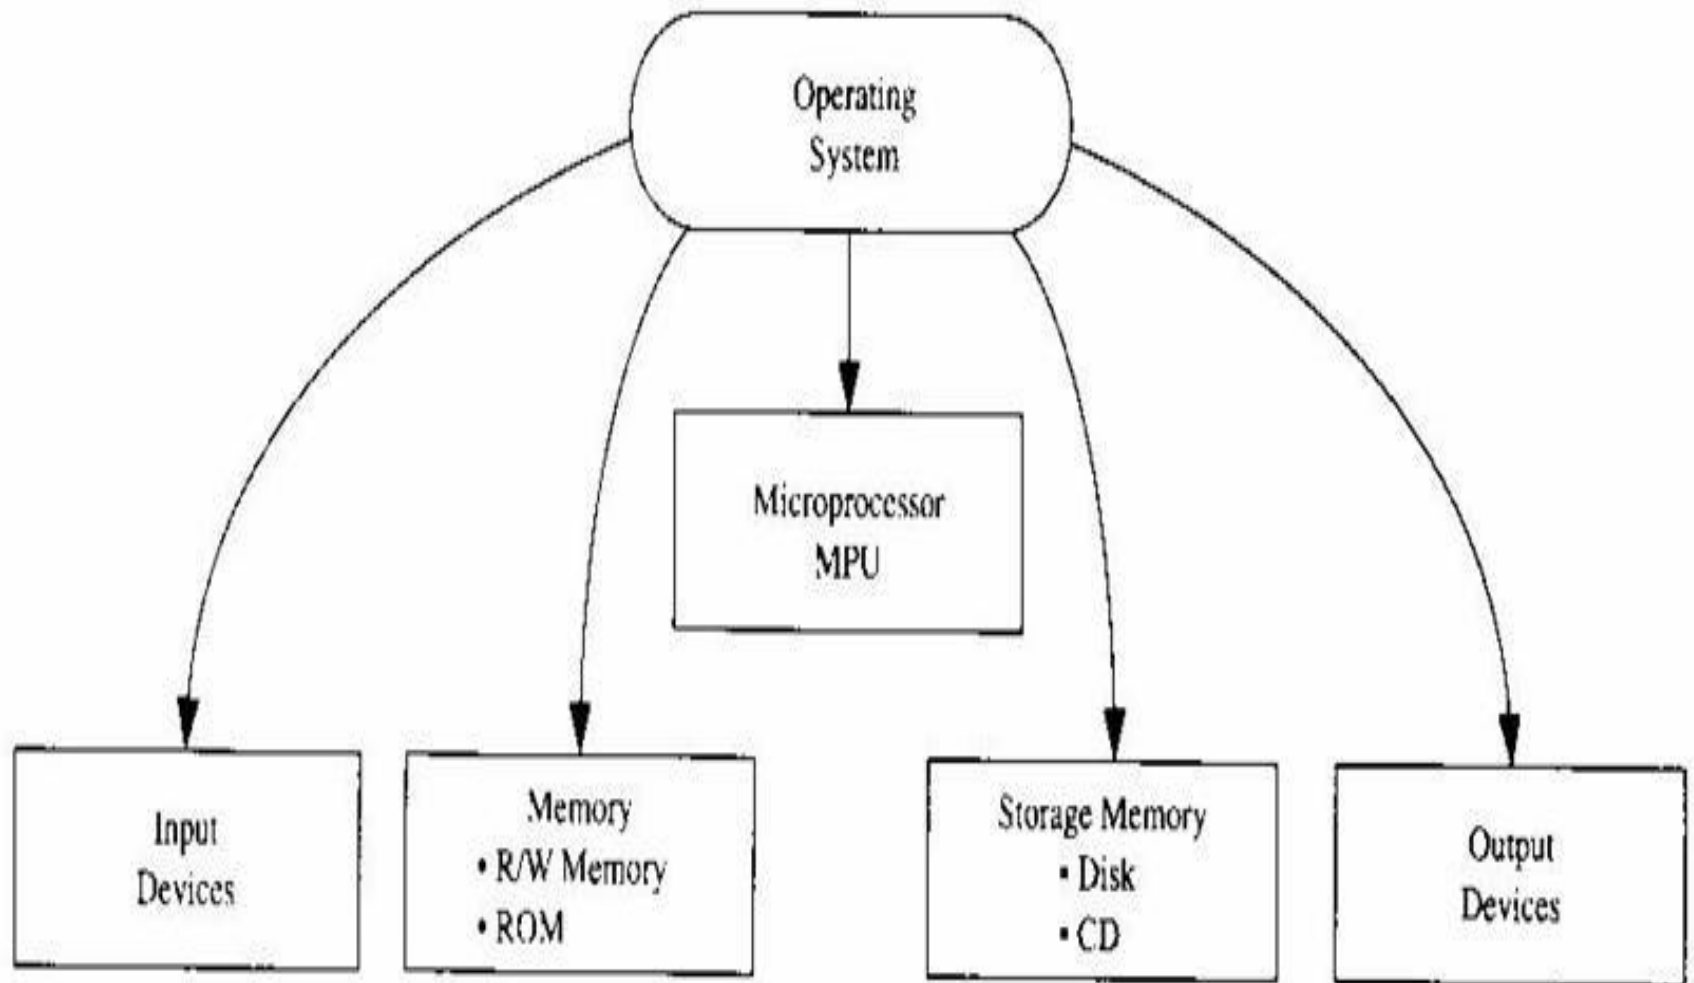 Operating
System
Microprocessor
MPU
Input
Devices
Memory
• R/W Memory
• ROM
Storage Memory
▪ Disk
▪ CD
Output
Devices